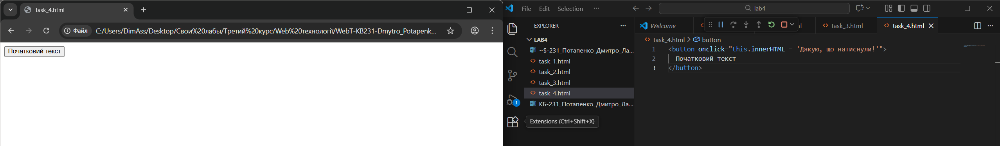 task_4.html
Файл
C:/Users/DimAss/Desktop/Свои%20лабы/Третий%20курс/Web%20технології/WebT-KB231-Dmytro_Potapenk...
Початковий текст
File Edit Selection ···
lab4
EXPLORER
LAB4
~$-231_Потапенко_Дмитро_Ла...
task_1.html
task_2.html
task_3.html
task_4.html
КБ-231_Потапенко_Дмитро_Ла...
1
Extensions (Ctrl+Shift+X)
Welcome
ml
task_3.html
task_4.html
task_4.html > button
1 <button onclick="this.innerHTML = 'Дякую, що натиснули!'">
2 Початковий текст
3 </button>